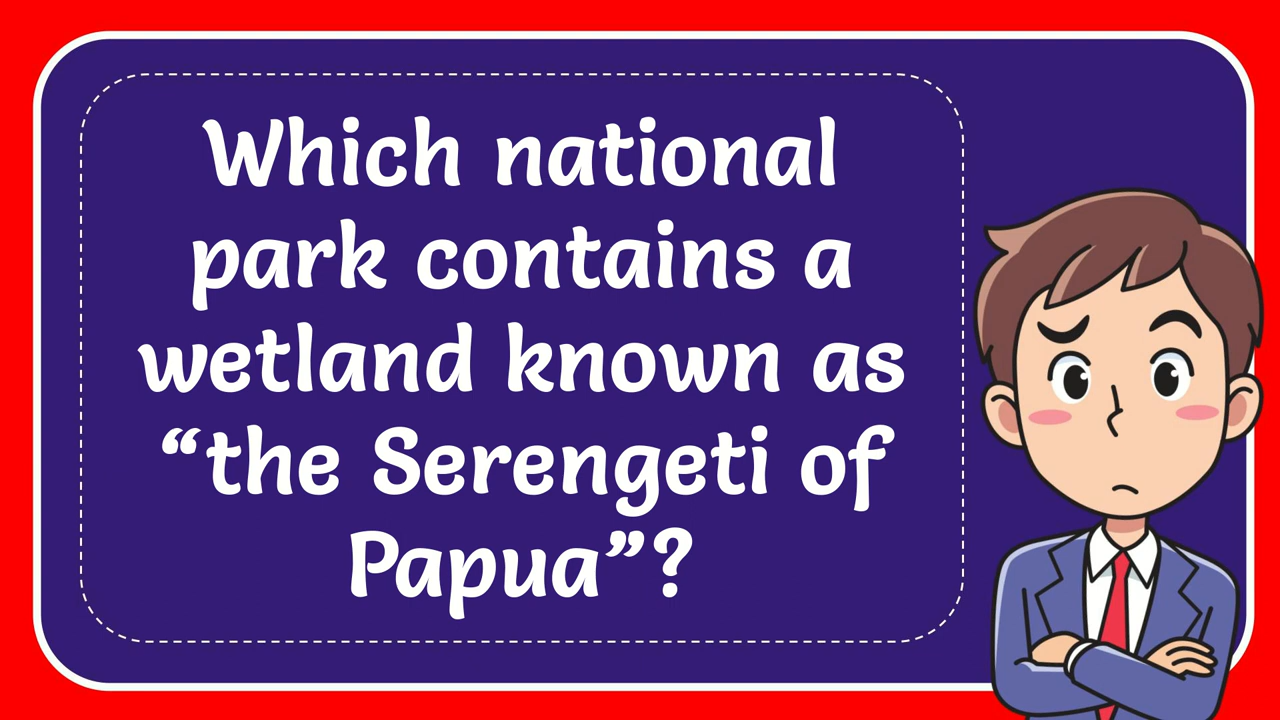 Which national
park contains a
wetland known as
“the Serengeti of
Papua”?